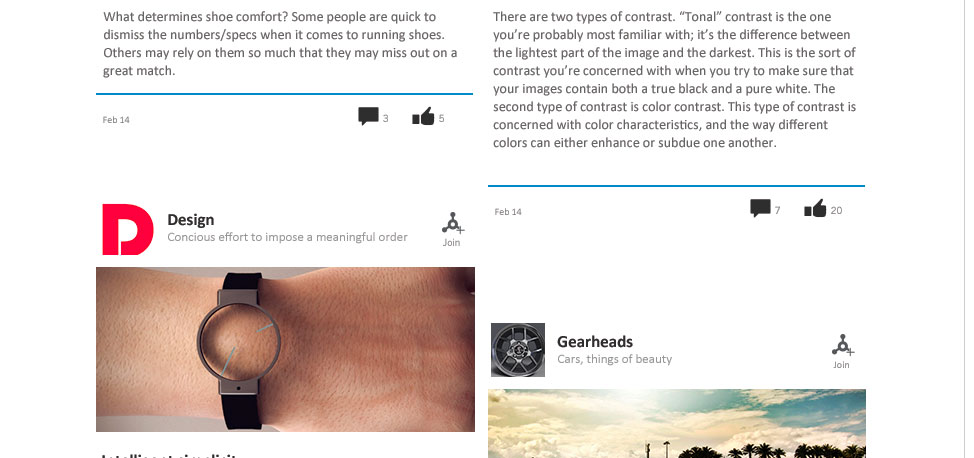 What determines shoe comfort? Some people are quick to
dismiss the numbers/specs when it comes to running shoes.
Others may rely on them so much that they may miss out on a
great match.
Feb 14
3
5
D
Design
Concious effort to impose a meaningful order
Join
There are two types of contrast. “Tonal” contrast is the one
you’re probably most familiar with; it’s the difference between
the lightest part of the image and the darkest. This is the sort of
contrast you’re concerned with when you try to make sure that
your images contain both a true black and a pure white. The
second type of contrast is color contrast. This type of contrast is
concerned with color characteristics, and the way different
colors can either enhance or subdue one another.
Feb 14
7
20
Gearheads
Cars, things of beauty
Join